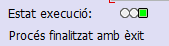 Estat execució:
Procés finalitzat amb èxit